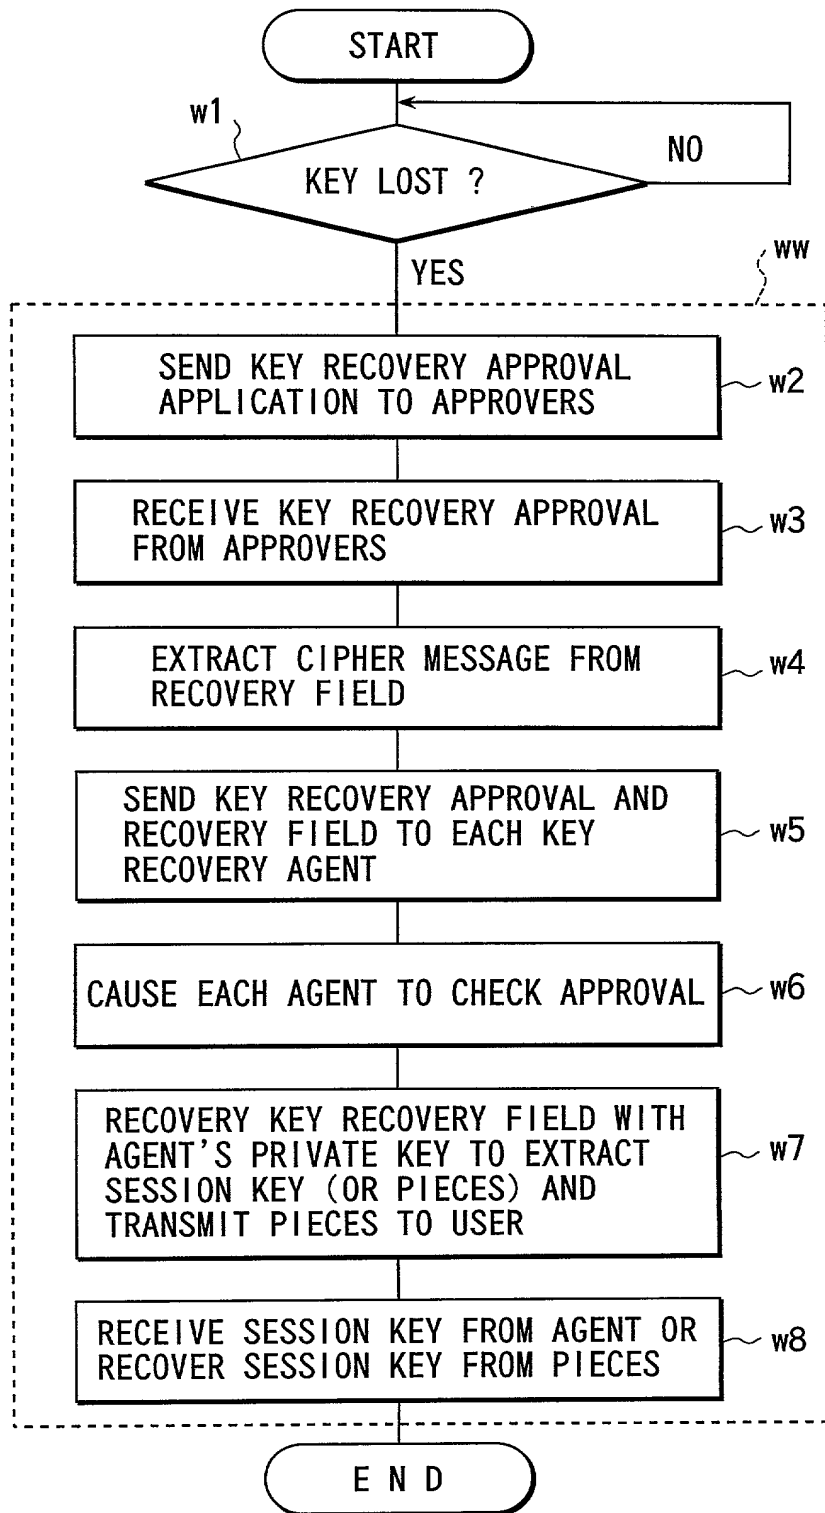 START
w1
NO
KEY LOST ?
ww
YES
SEND KEY RECOVERY APPROVAL
APPLICATION TO APPROVERS
w2
RECEIVE KEY RECOVERY APPROVAL
FROM APPROVERS
w3
EXTRACT CIPHER MESSAGE FROM
RECOVERY FIELD
w4
SEND KEY RECOVERY APPROVAL AND
RECOVERY FIELD TO EACH KEY
RECOVERY AGENT
w5
CAUSE EACH AGENT TO CHECK APPROVAL
w6
RECOVERY KEY RECOVERY FIELD WITH
AGENT'S PRIVATE KEY TO EXTRACT
SESSION KEY (OR PIECES) AND
TRANSMIT PIECES TO USER
w7
RECEIVE SESSION KEY FROM AGENT OR
RECOVER SESSION KEY FROM PIECES
w8
END